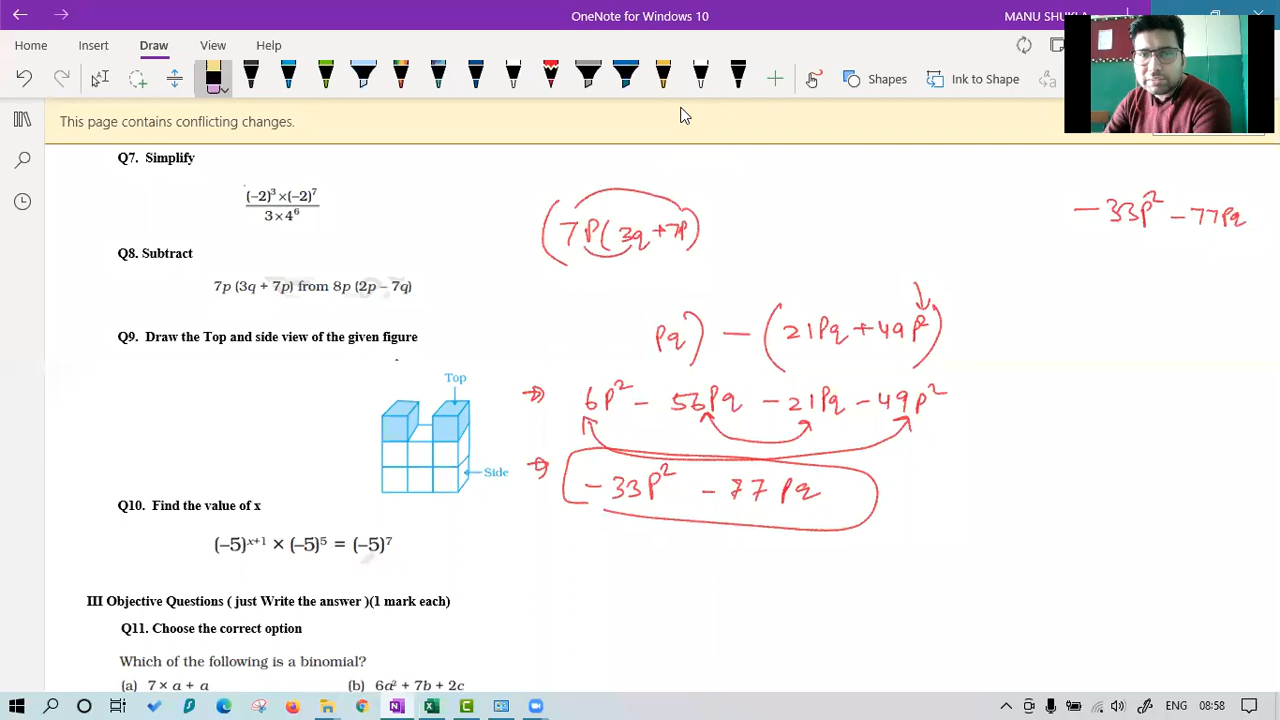 OneNote for Windows 10
MANU SHUK
Home Insert Draw View Help
Shapes Ink to Shape
This page contains conflicting changes.
Q7. Simplify
(–2)³×(–2)⁷
3×4⁶
Q8. Subtract
7p (3q + 7p) from 8p (2p – 7q)
Q9. Draw the Top and side view of the given figure
Top
Side
Q10. Find the value of x
(–5)ˣ⁺¹ × (–5)⁵ = (–5)⁷
III Objective Questions ( just Write the answer )(1 mark each)
Q11. Choose the correct option
Which of the following is a binomial?
(a) 7 × a + a (b) 6a² + 7b + 2c
(7P(3q+7P)
-33P² -77Pq
Pq) - (21Pq+49P²)
⇒ 6P² - 56Pq -21Pq -49P²
⇒ -33P² -77Pq
ENG 08:58